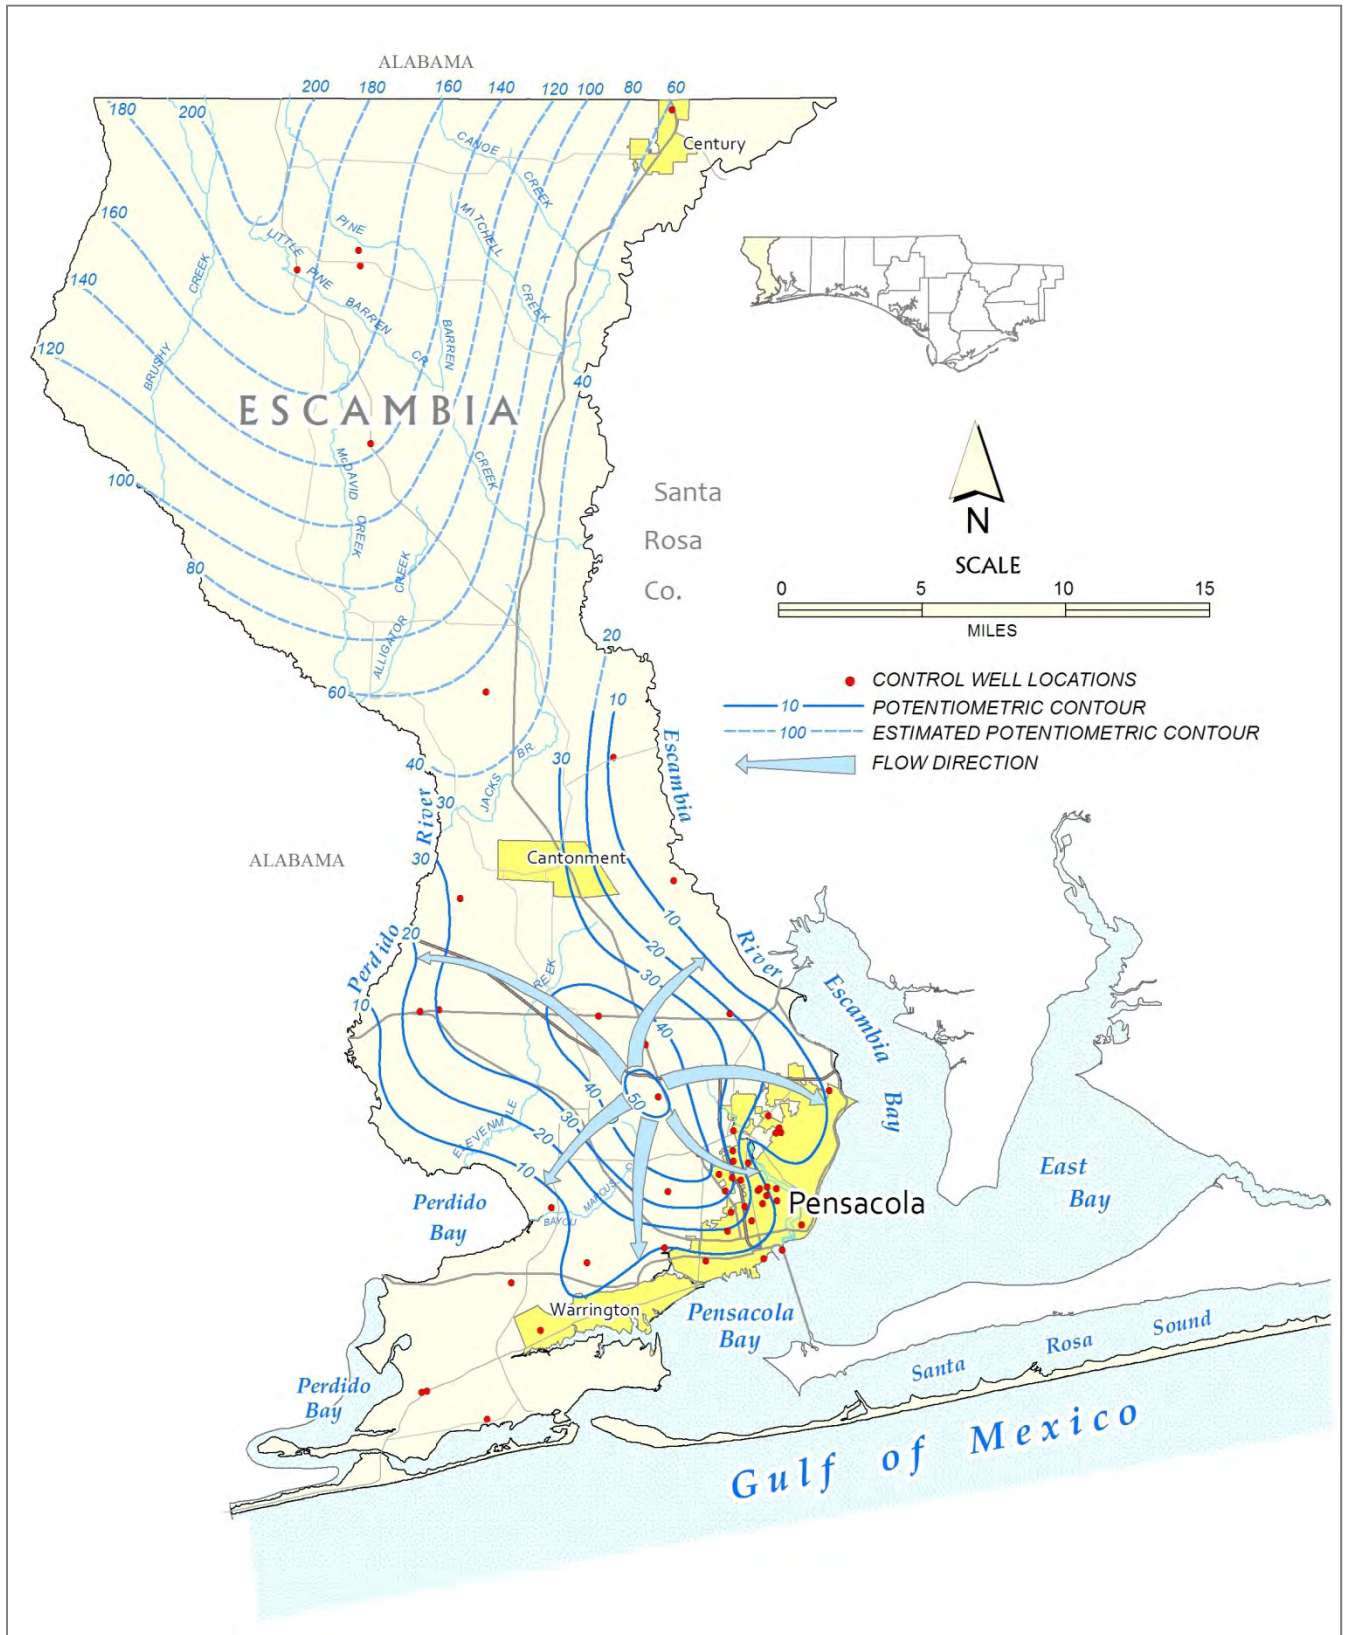 ALABAMA
200 180 160 140 120 100 80 60
180 200
CANOE
CREEK
Century
160
PINE
MITCHELL
CREEK
LITTLE
PINE
BARREN
CR.
BARREN
CREEK
CREEK
BRUSHY
140
120
40
ESCAMBIA
McDAVID
CREEK
CREEK
ALLIGATOR
100
80
Santa
Rosa
Co.
N
SCALE
0 5 10 15
MILES
20
60
10
CONTROL WELL LOCATIONS
10 POTENTIOMETRIC CONTOUR
100 ESTIMATED POTENTIOMETRIC CONTOUR
FLOW DIRECTION
Escambia
River
40
JACKS BR.
30
30
River
Perdido
ALABAMA
30
Cantonment
10
20
20
30
REEK
10
40
40
50
Escambia
Bay
30
20
10
ELEVENMILE
BAYOU MARCUS C
Perdido
Bay
East
Bay
Pensacola
Warrington
Pensacola
Bay
Santa Rosa Sound
Perdido
Bay
Gulf of Mexico